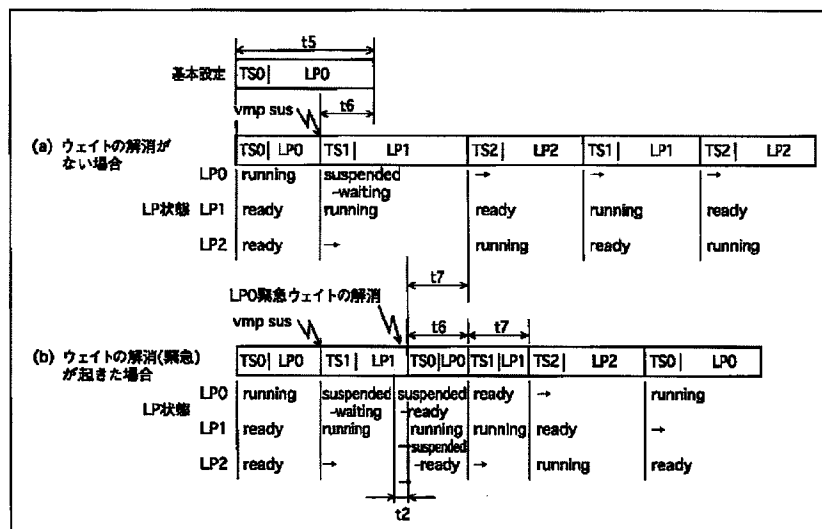 t5
基本設定 TS0 LP0
vmp sus t6
(a) ウェイトの解消が TS0 LP0 TS1 LP1 TS2 LP2 TS1 LP1 TS2 LP2
ない場合
LP0 running suspended → → →
-waiting
LP状態 LP1 ready running ready running ready
LP2 ready → running ready running
t7
LP0緊急ウェイトの解消
vmp sus t6 t7
(b) ウェイトの解消(緊急) TS0 LP0 TS1 LP1 TS0 LP0 TS1 LP1 TS2 LP2 TS0 LP0
が起きた場合
LP0 running suspended suspended ready → running
LP状態 -waiting -ready
LP1 ready running running running ready →
→suspended
LP2 ready → -ready → running ready
→
t2